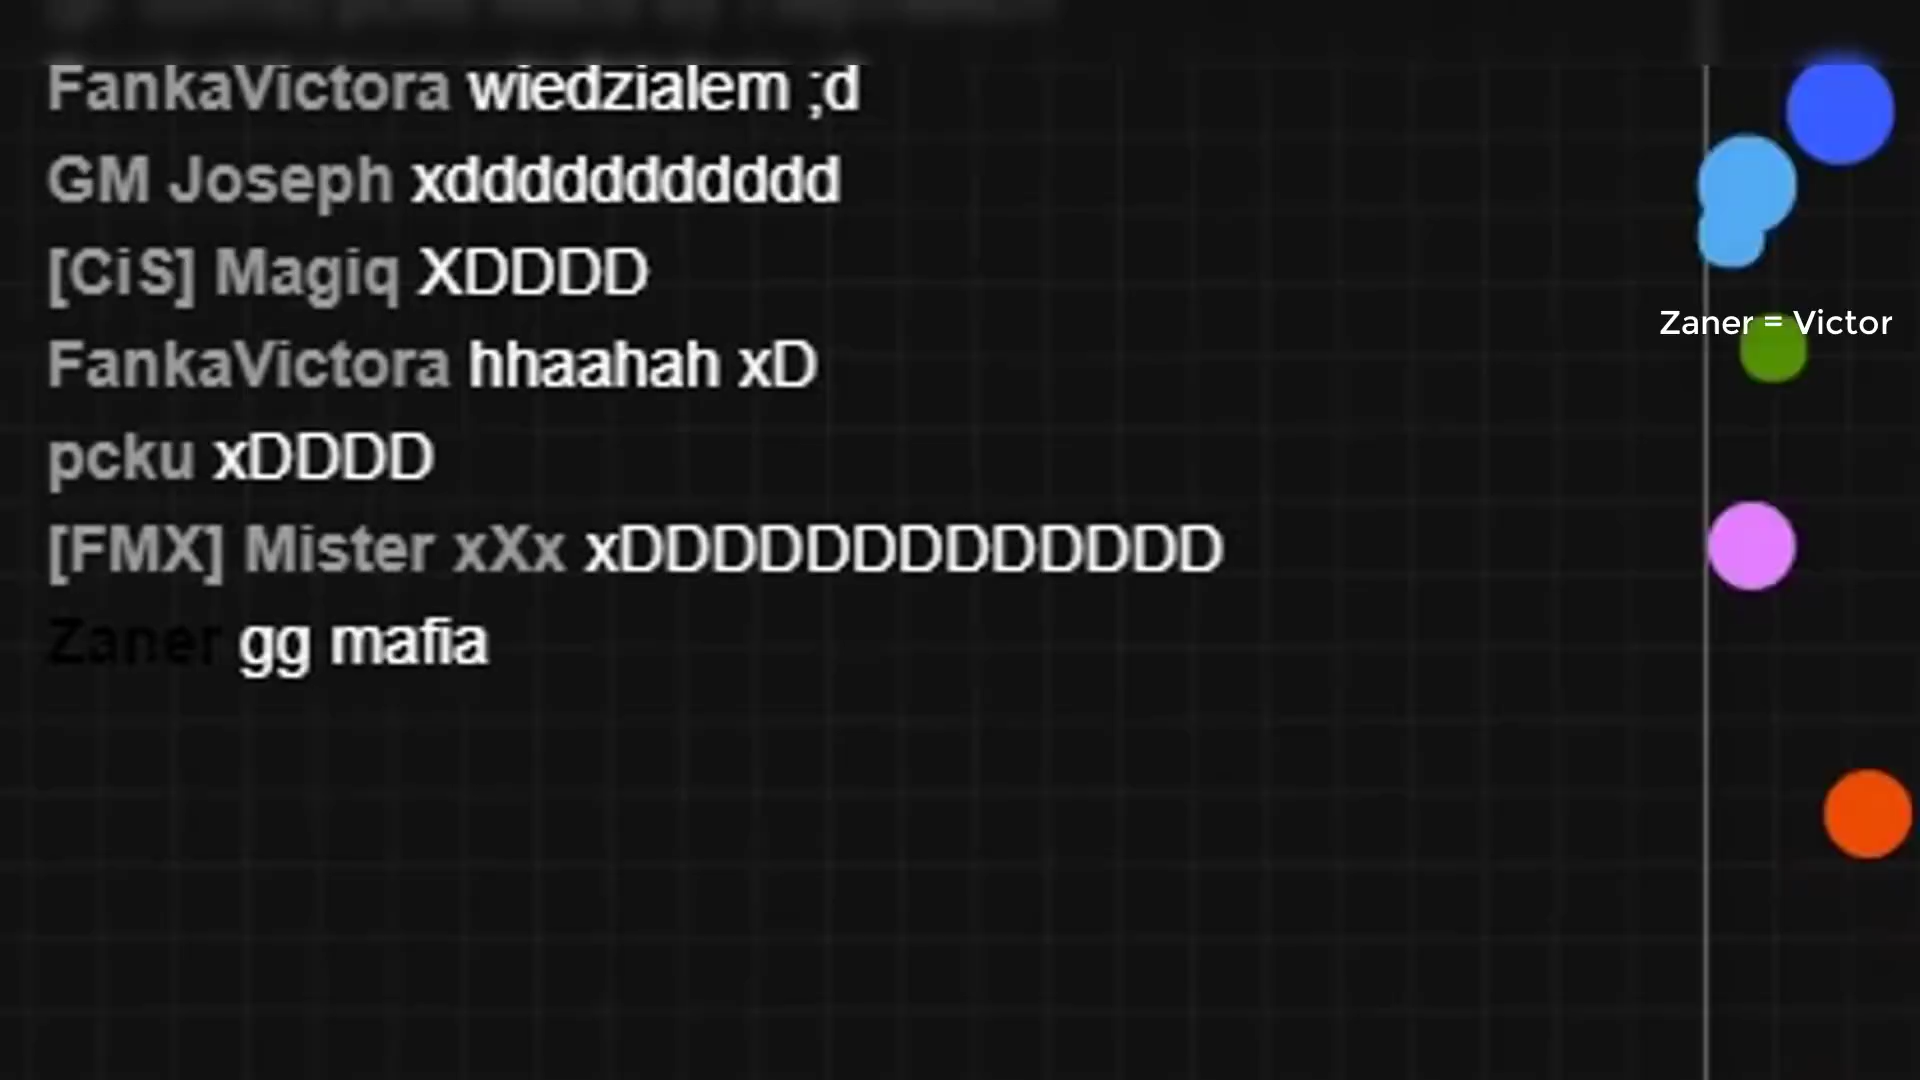 FankaVictora wiedzialem ;d
GM Joseph xdddddddddddd
[CiS] Magiq XDDDD
Zaner = Victor
FankaVictora hhaahah xD
pcku xDDDD
[FMX] Mister xXx xDDDDDDDDDDDDD
Zaner gg mafia